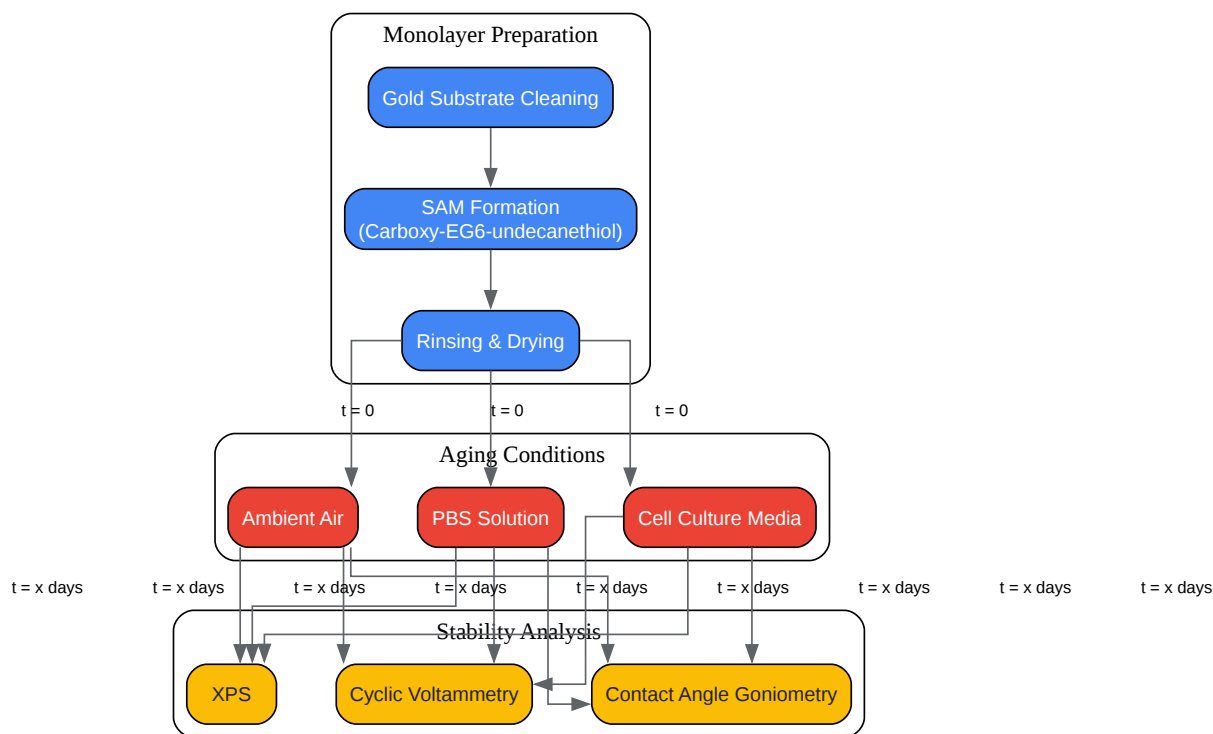 Monolayer Preparation
Gold Substrate Cleaning
SAM Formation
(Carboxy-EG6-undecanethiol)
Rinsing & Drying
t = 0
t = 0
t = 0
Aging Conditions
Ambient Air
PBS Solution
Cell Culture Media
t = x days
t = x days
t = x days
t = x days
t = x days
t = x days
t = x days
t = x days
t = x days
Stability Analysis
XPS
Cyclic Voltammetry
Contact Angle Goniometry